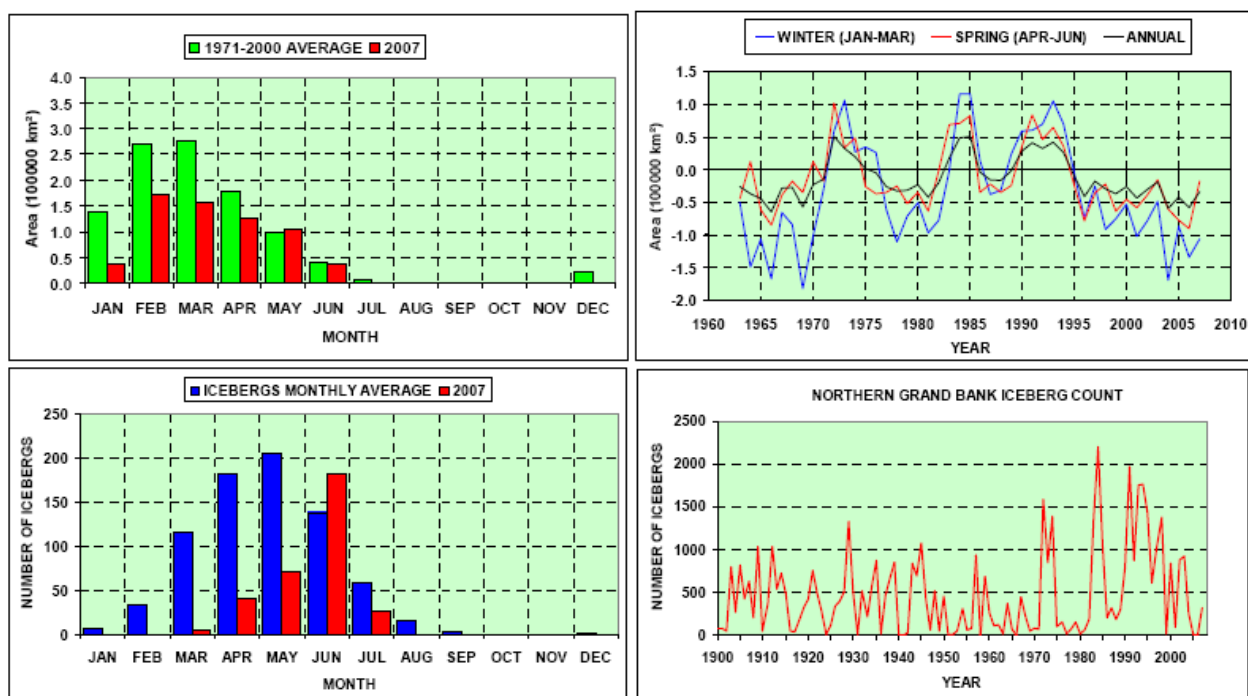 1971-2000 AVERAGE 2007
4.0
3.5
3.0
2.5
2.0
1.5
1.0
0.5
0.0
Area (100000 km²)
JAN FEB MAR APR MAY JUN JUL AUG SEP OCT NOV DEC
MONTH
WINTER (JAN-MAR) SPRING (APR-JUN) ANNUAL
1.5
1.0
0.5
0.0
-0.5
-1.0
-1.5
-2.0
Area (100000 km²)
1960 1965 1970 1975 1980 1985 1990 1995 2000 2005 2010
YEAR
ICEBERGS MONTHLY AVERAGE 2007
250
200
150
100
50
0
NUMBER OF ICEBERGS
JAN FEB MAR APR MAY JUN JUL AUG SEP OCT NOV DEC
MONTH
NORTHERN GRAND BANK ICEBERG COUNT
2500
2000
1500
1000
500
0
NUMBER OF ICEBERGS
1900 1910 1920 1930 1940 1950 1960 1970 1980 1990 2000
YEAR